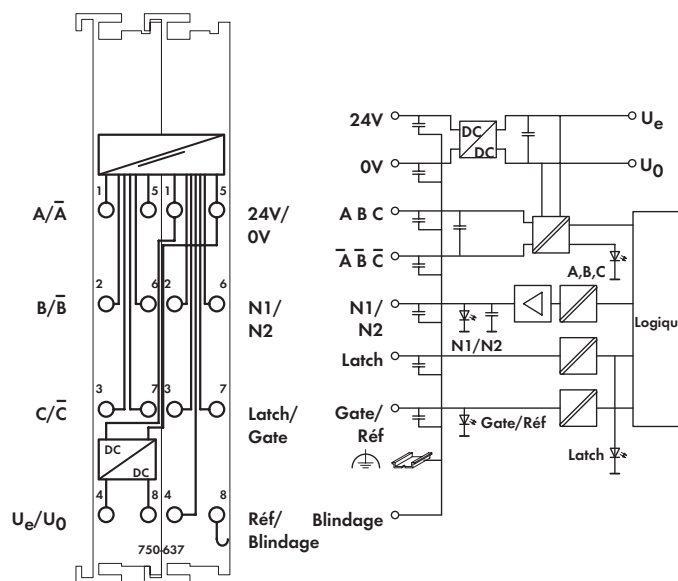 1 5 1 5
A/A̅
24V/
0V
2 6 2 6
B/B̅
N1/
N2
3 7 3 7
C/C̅
Latch/
Gate
DC
DC
4 8 4 8
Ue/U0
Réf/
Blindage
750-637
24V
DC
DC
Ue
0V
U0
A B C
A̅ B̅ C̅
A,B,C
N1/
N2
N1/N2
Logiqu
Latch
Gate/
Réf
Gate/Réf
Latch
Blindage